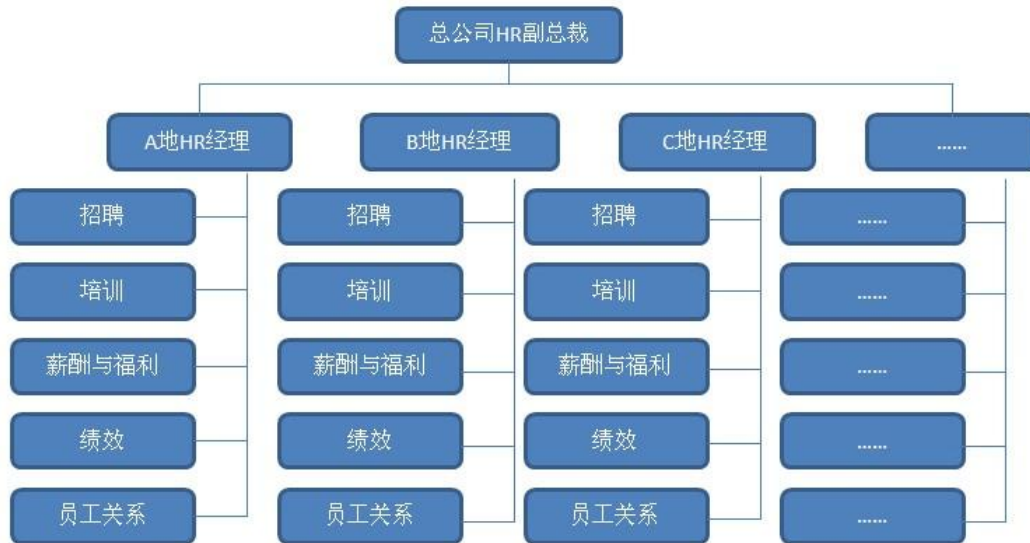 总公司HR副总裁
A地HR经理
B地HR经理
C地HR经理
......
招聘
招聘
招聘
......
培训
培训
培训
......
薪酬与福利
薪酬与福利
薪酬与福利
......
绩效
绩效
绩效
......
员工关系
员工关系
员工关系
......